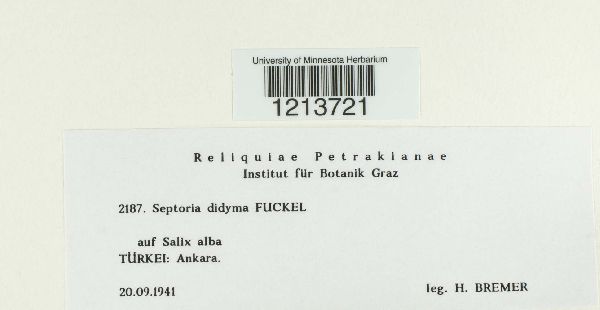 University of Minnesota Herbarium
1213721
Reliquiae Petrakianae
Institut für Botanik Graz
2187. Septoria didyma FUCKEL
auf Salix alba
TÜRKEI: Ankara.
20.09.1941 leg. H. BREMER